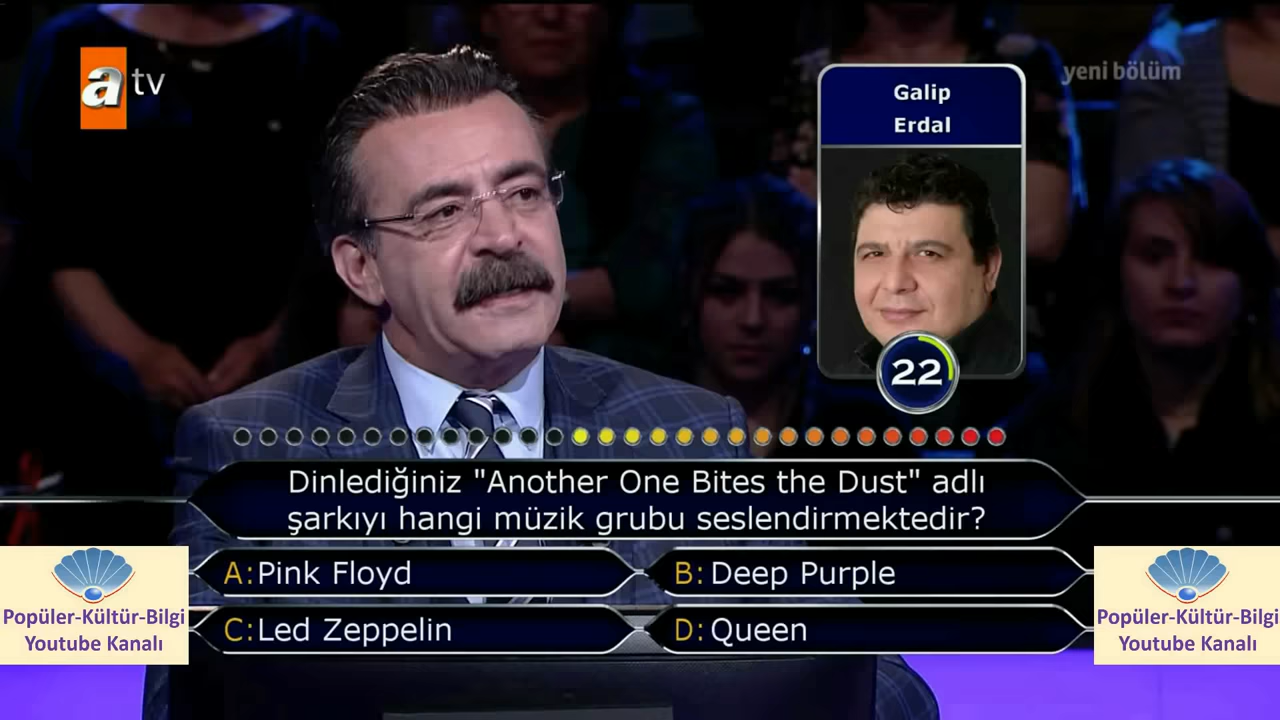 atv
yeni bölüm
Galip
Erdal
22
Dinlediğiniz "Another One Bites the Dust" adlı
şarkıyı hangi müzik grubu seslendirmektedir?
A: Pink Floyd
B: Deep Purple
C: Led Zeppelin
D: Queen
Popüler-Kültür-Bilgi
Youtube Kanalı
Popüler-Kültür-Bilgi
Youtube Kanalı